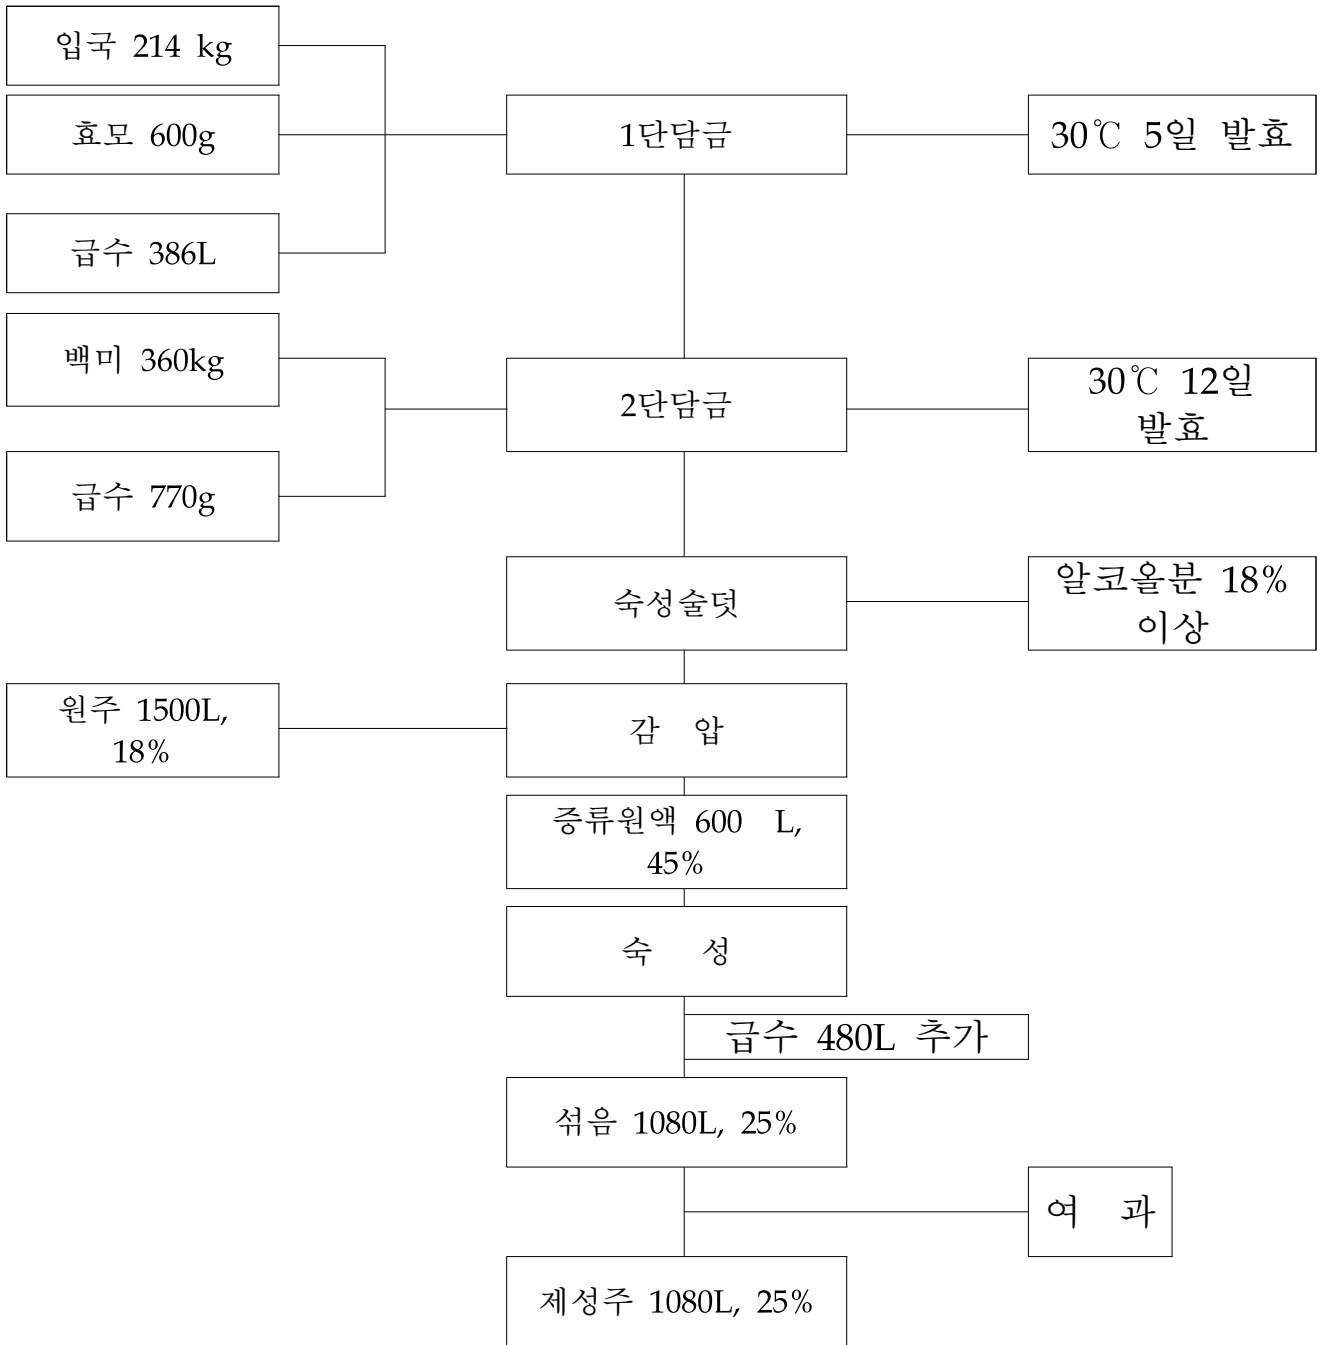 입국 214 kg
효모 600g
1단담금
30℃ 5일 발효
급수 386L
백미 360kg
2단담금
30℃ 12일
발효
급수 770g
숙성술덧
알코올분 18%
이상
원주 1500L,
18%
감 압
증류원액 600 L,
45%
숙 성
급수 480L 추가
섞음 1080L, 25%
여 과
제성주 1080L, 25%